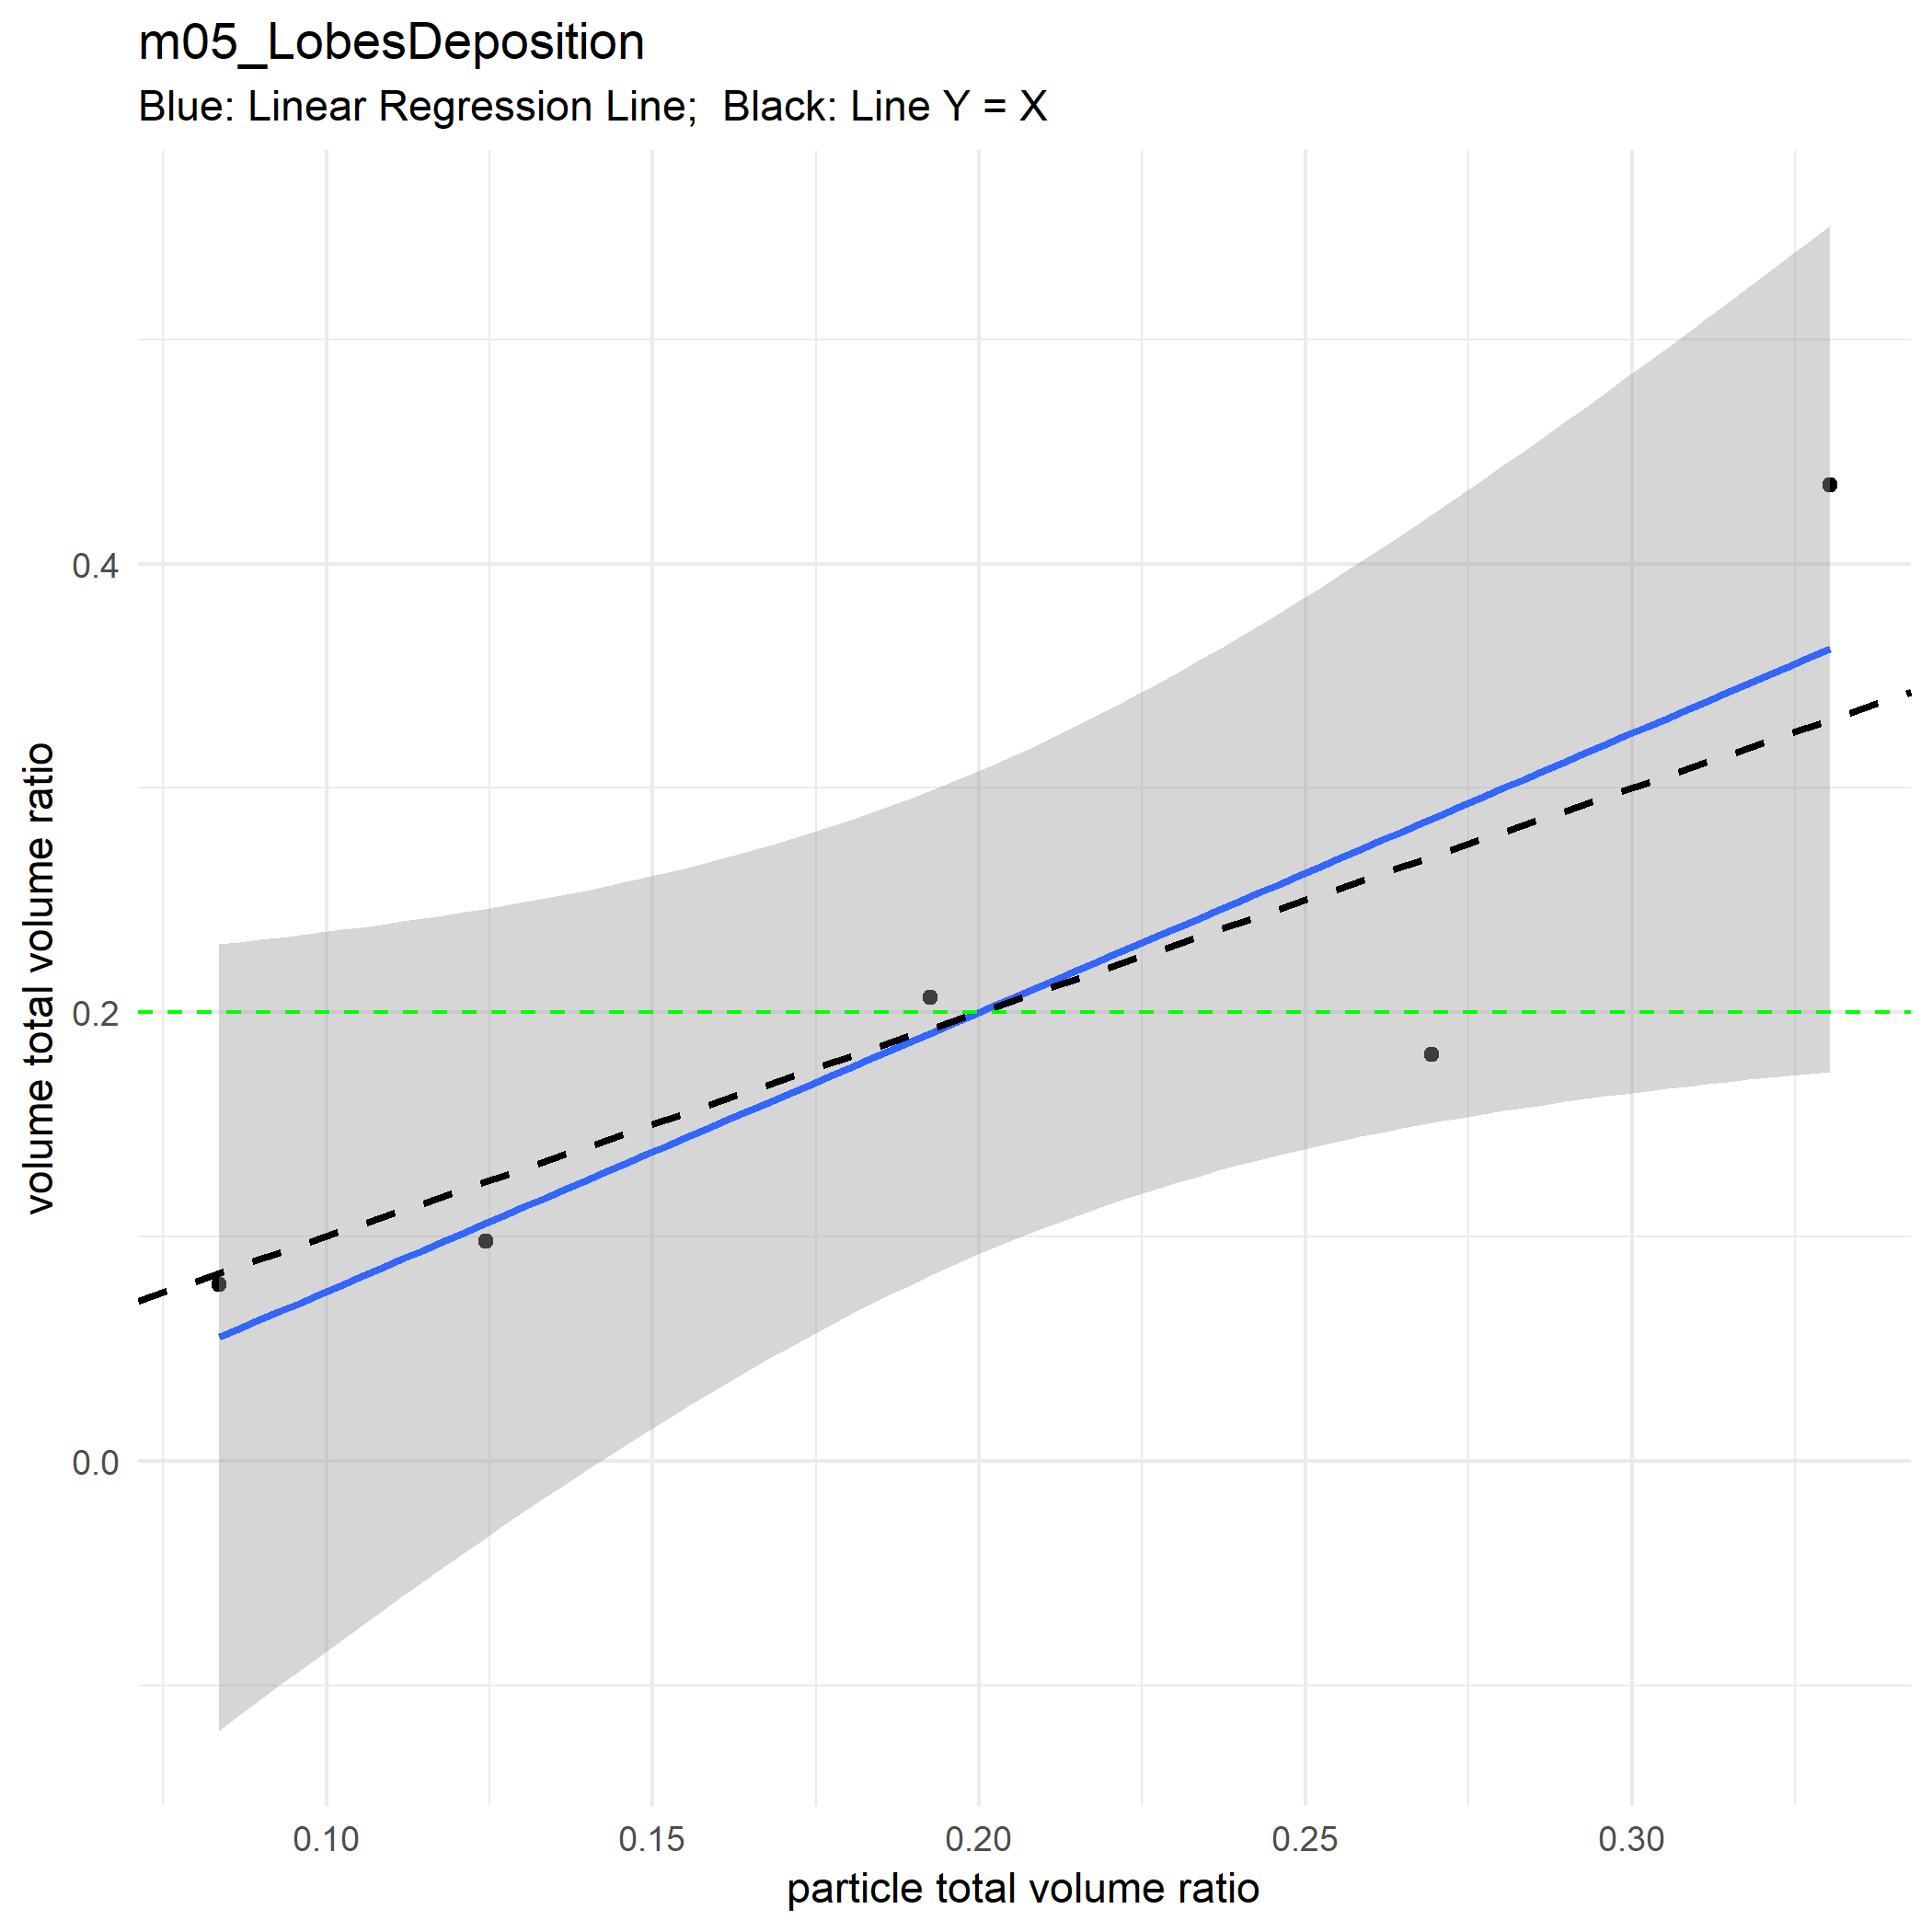 m05_LobesDeposition
Blue: Linear Regression Line;  Black: Line Y = X
volume total volume ratio
0.4
0.2
0.0
0.10
0.15
0.20
0.25
0.30
particle total volume ratio